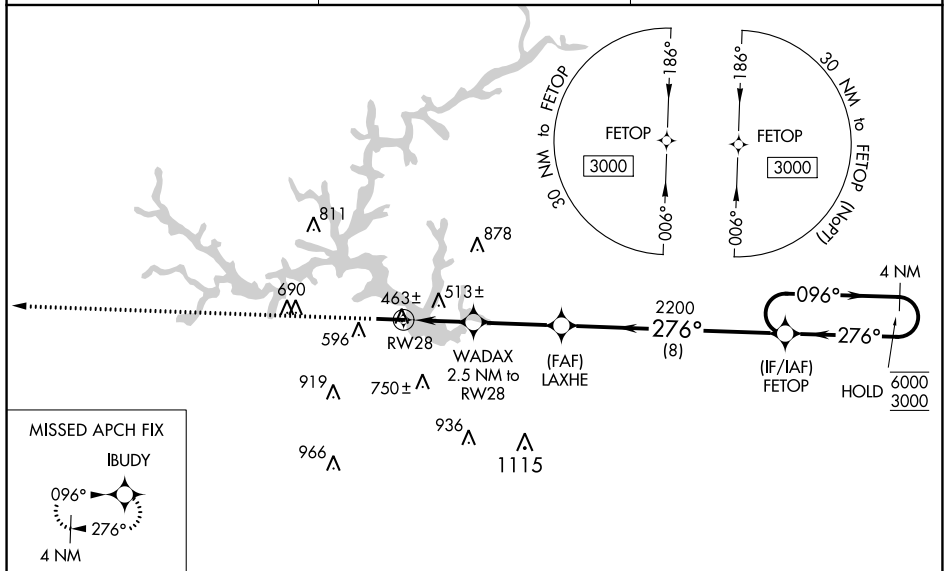 30 NM to FETOP
186°
FETOP
3000
006°
186°
30 NM to FETOP (NoPT)
FETOP
3000
006°
811
878
690
463±
513±
596
RW28
WADAX
2.5 NM to
RW28
(FAF)
LAXHE
2200
276°
(8)
096°
4 NM
276°
(IF/IAF)
FETOP
HOLD
6000
3000
919
750±
936
966
1115
MISSED APCH FIX
IBUDY
096°
276°
4 NM